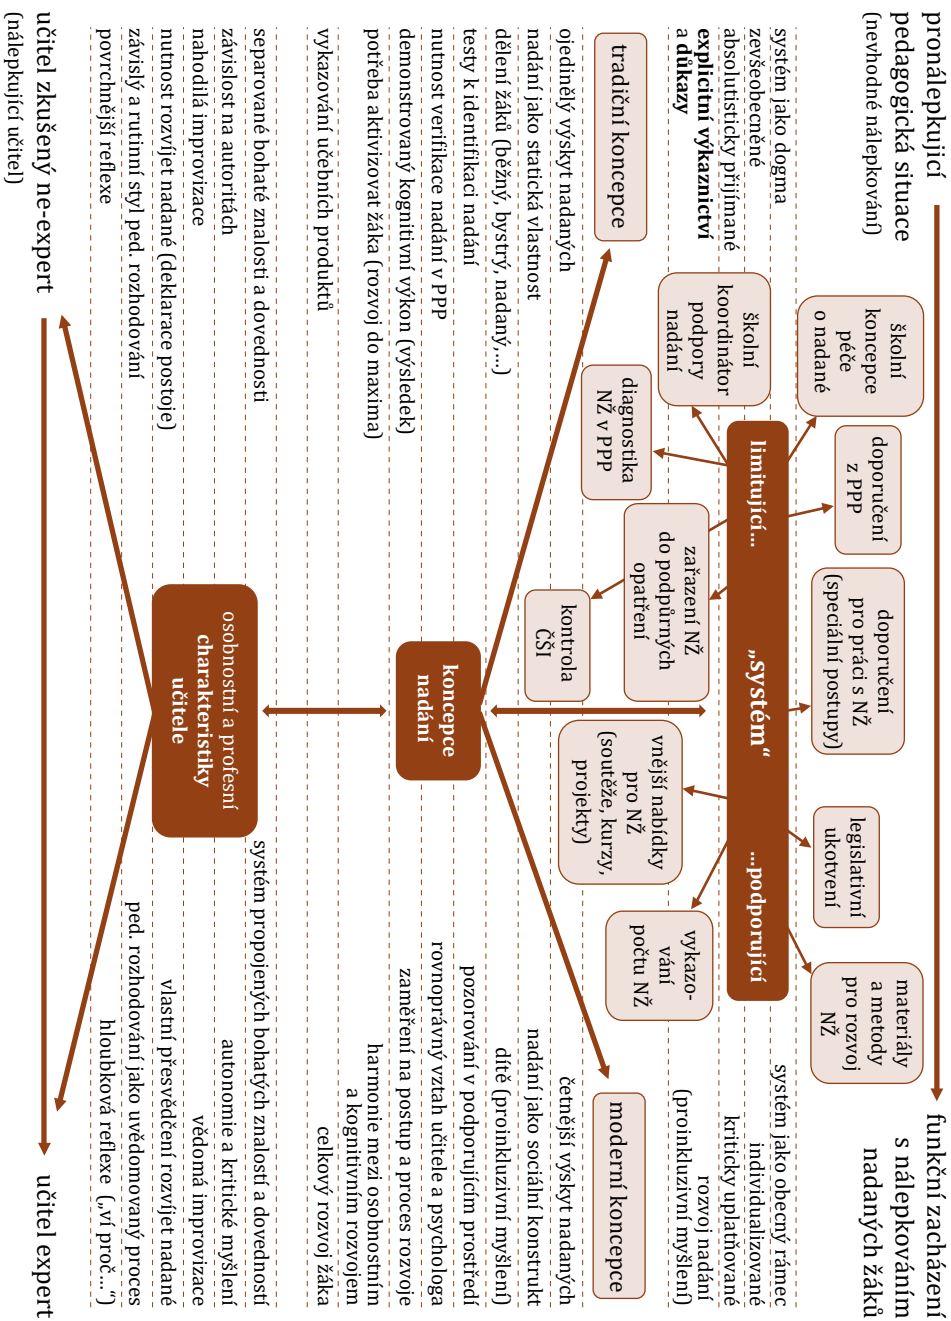 pronálepkující
pedagogická situace
(nevhodné nálepkování)
funkční zacházení
s nálepkováním
nadaných žáků
školní
koncepce
péče
o nadané
doporučení
z PPP
doporučení
pro práci s NŽ
(speciální postupy)
legislativní
ukotvení
materiály
a metody
pro rozvoj
NŽ
limitující...
„systém“
...podporující
školní
koordinátor
podpory
nadání
diagnostika
NŽ v PPP
zařazení NŽ
do podpůrných
opatření
kontrola
ČŠI
vnější nabídky
pro NŽ
(soutěže, kurzy,
projekty)
vykazo-
vání
počtu NŽ
systém jako dogma
zevšeobecněné
absolutisticky přijímané
explicitní výkaznictví
a důkazy
systém jako obecný rámec
individualizované
kriticky uplatňované
rozvoj nadání
(proinkluzivní myšlení)
tradiční koncepce
moderní koncepce
ojedinělý výskyt nadaných
nadání jako statická vlastnost
dělení žáků (běžný, bystrý, nadaný,...)
testy k identifikaci nadání
nutnost verifikace nadání v PPP
demonstrovaný kognitivní výkon (výsledek)
potřeba aktivizovat žáka (rozvoj do maxima)
vykazování učebních produktů
četnější výskyt nadaných
nadání jako sociální konstrukt
dítě (proinkluzivní myšlení)
pozorování v podporujícím prostředí
rovnoprávný vztah učitele a psychologa
zaměření na postup a proces rozvoje
harmonie mezi osobnostním
a kognitivním rozvojem
celkový rozvoj žáka
koncepce
nadání
osobnostní a profesní
charakteristiky
učitele
separované bohaté znalosti a dovednosti
závislost na autoritách
nahodilá improvizace
nutnost rozvíjet nadané (deklarace postoje)
závislý a rutinní styl ped. rozhodování
povrchnější reflexe
systém propojených bohatých znalostí a dovedností
autonomie a kritické myšlení
vědomá improvizace
vlastní přesvědčení rozvíjet nadané
ped. rozhodování jako uvědomovaný proces
hloubková reflexe („ví proč...“)
učitel zkušený ne-expert
(nálepkující učitel)
učitel expert